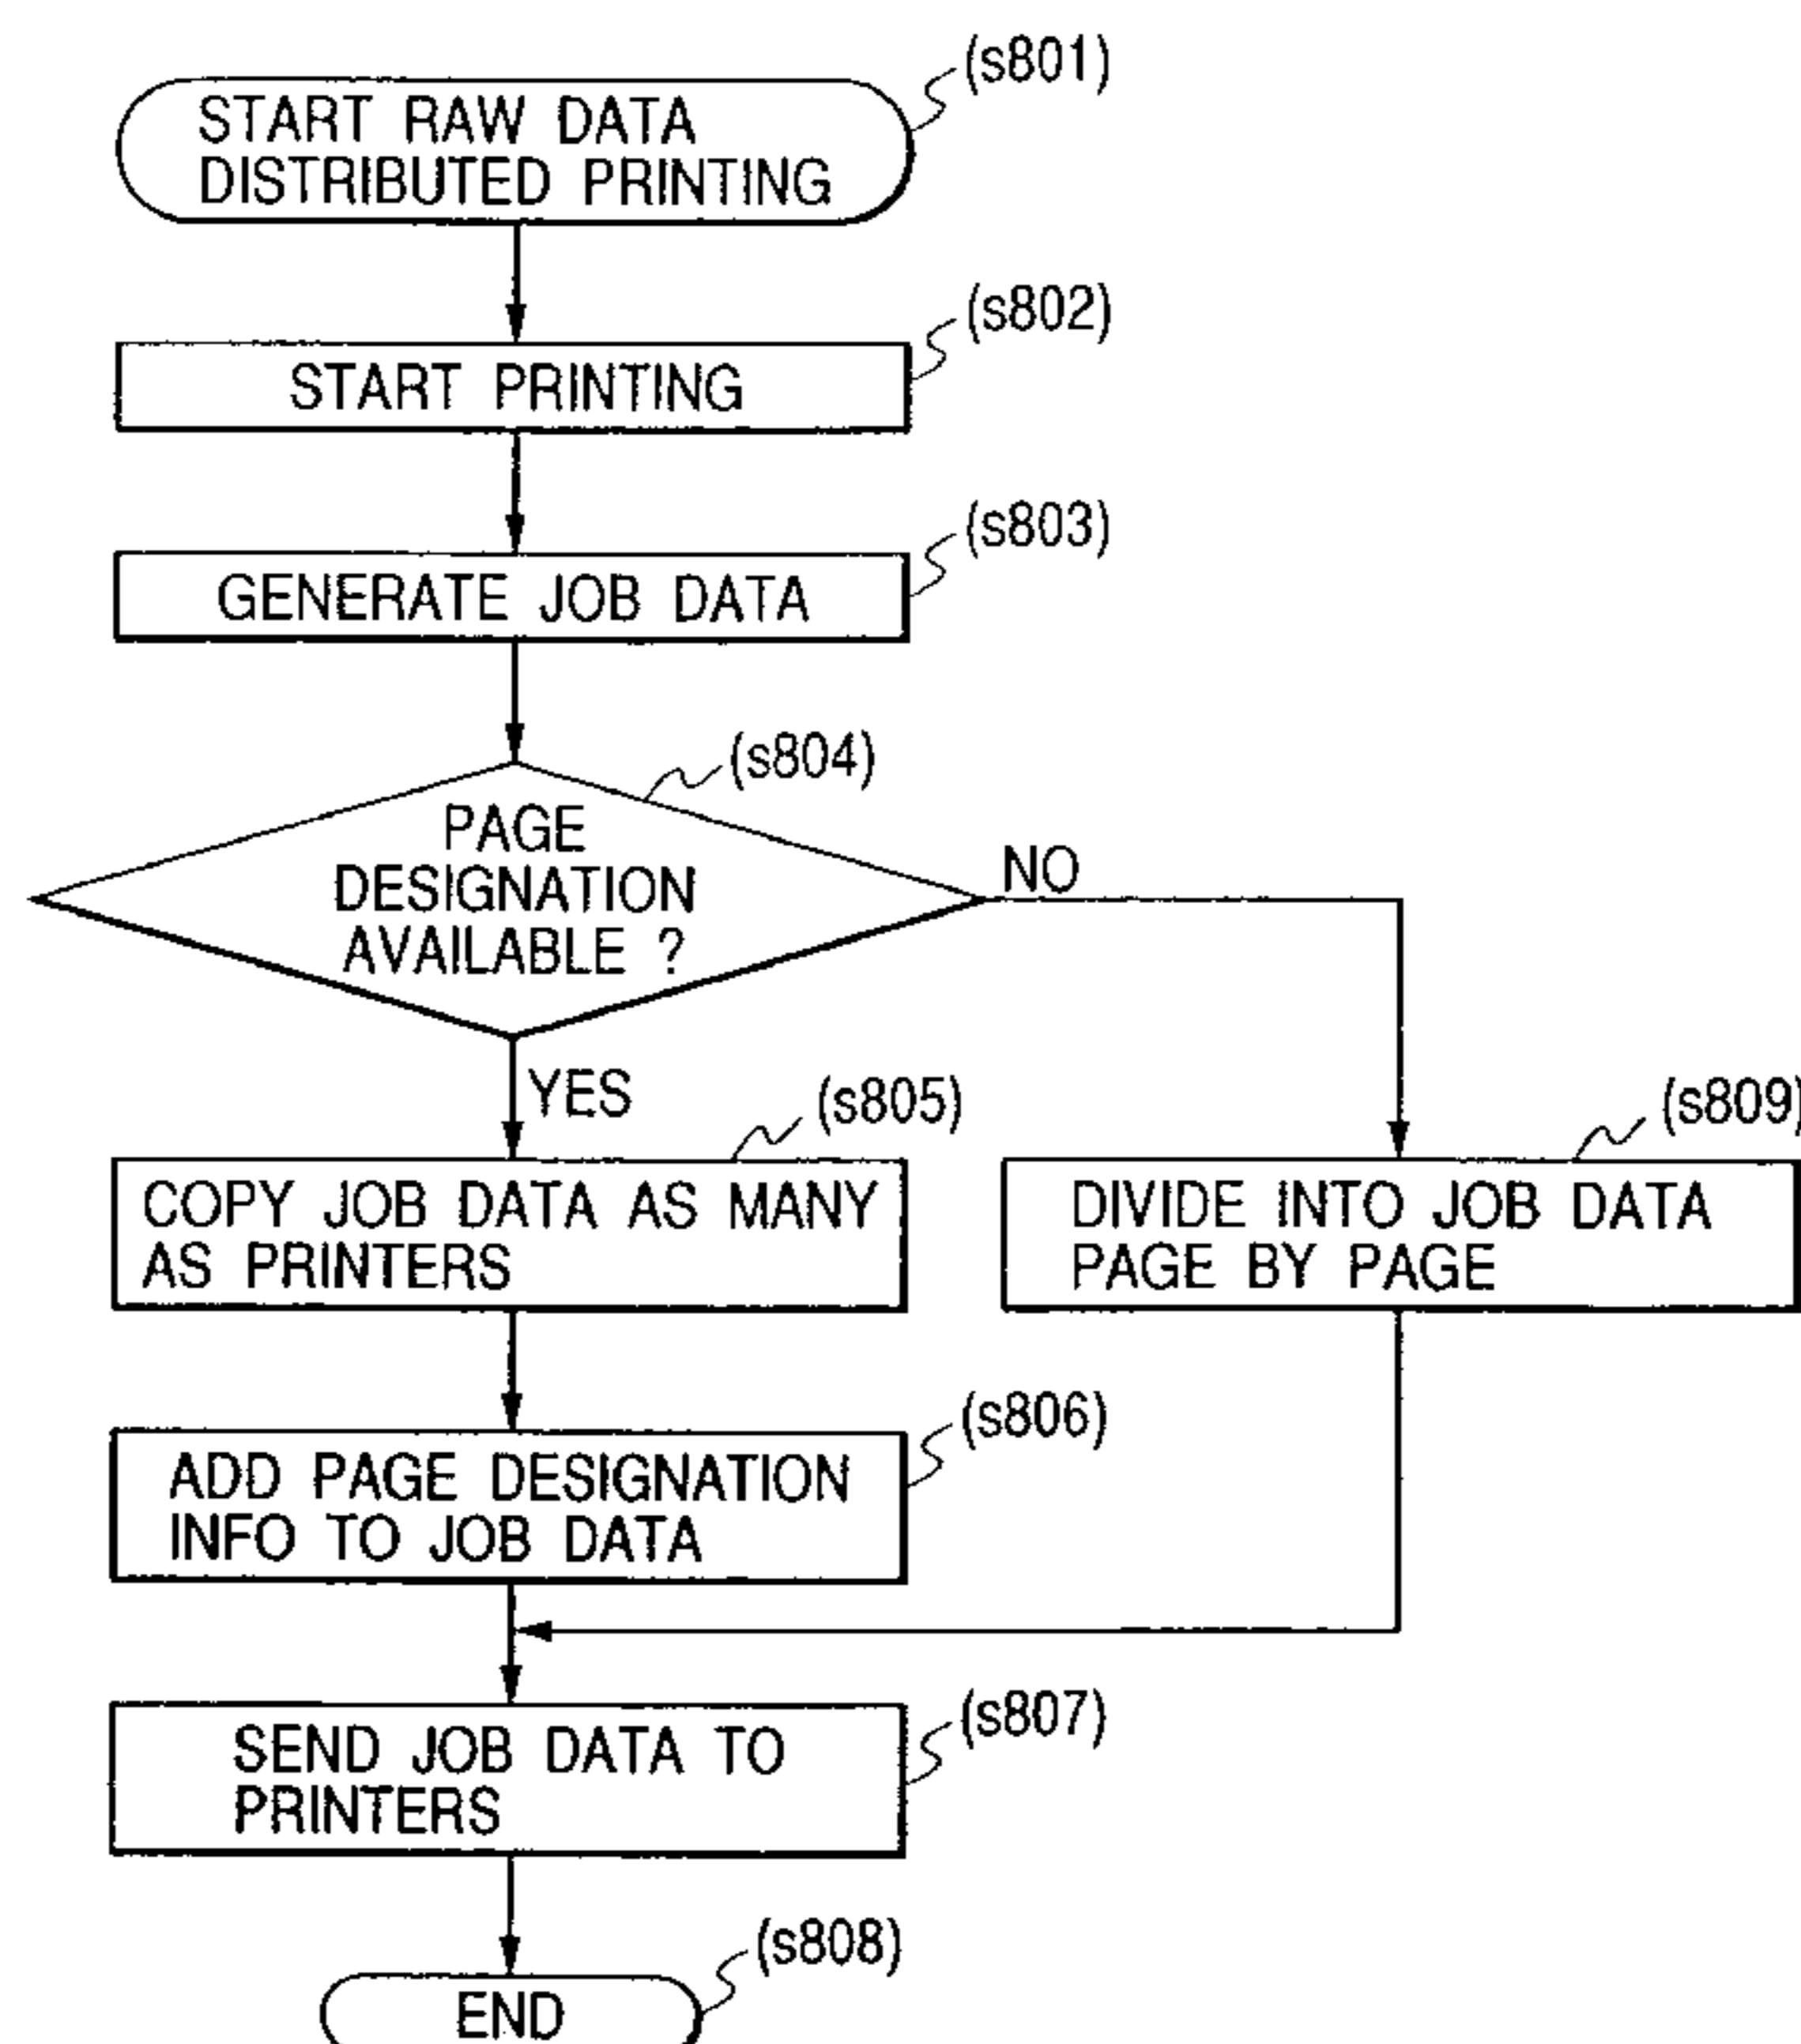 (s801)
START RAW DATA
DISTRIBUTED PRINTING
(s802)
START PRINTING
(s803)
GENERATE JOB DATA
(s804)
PAGE
DESIGNATION
AVAILABLE ?
NO
YES
(s805)
COPY JOB DATA AS MANY
AS PRINTERS
(s809)
DIVIDE INTO JOB DATA
PAGE BY PAGE
(s806)
ADD PAGE DESIGNATION
INFO TO JOB DATA
(s807)
SEND JOB DATA TO
PRINTERS
(s808)
END